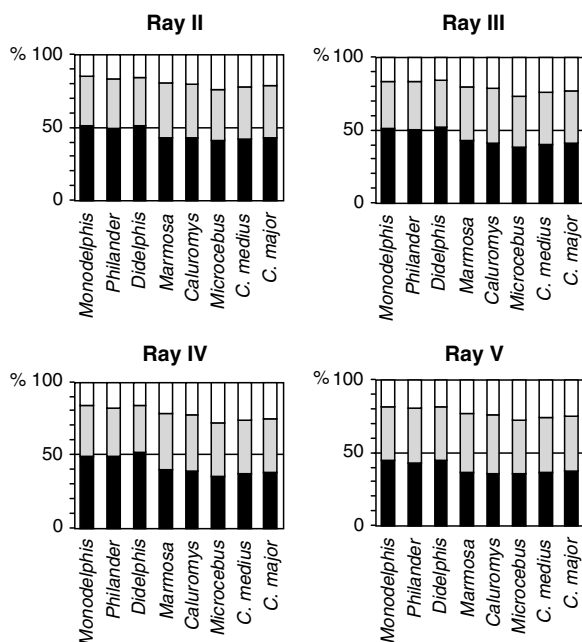 Ray II
% 100
50
0
Monodelphis
Philander
Didelphis
Marmosa
Caluromys
Microcebus
C. medius
C. major
Ray III
% 100
50
0
Monodelphis
Philander
Didelphis
Marmosa
Caluromys
Microcebus
C. medius
C. major
Ray IV
% 100
50
0
Monodelphis
Philander
Didelphis
Marmosa
Caluromys
Microcebus
C. medius
C. major
Ray V
% 100
50
0
Monodelphis
Philander
Didelphis
Marmosa
Caluromys
Microcebus
C. medius
C. major